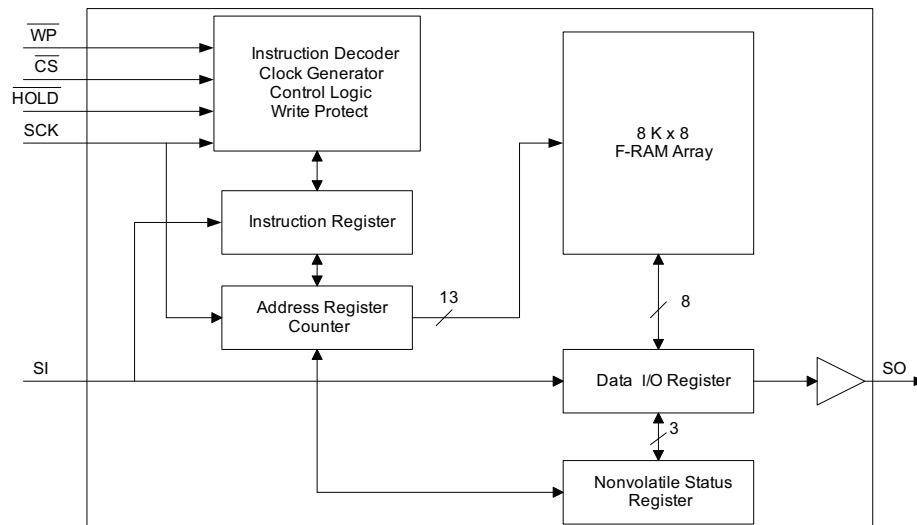 WP
CS
HOLD
SCK
Instruction Decoder
Clock Generator
Control Logic
Write Protect
8 K x 8
F-RAM Array
Instruction Register
Address Register
Counter
13
8
SI
Data I/O Register
SO
3
Nonvolatile Status
Register